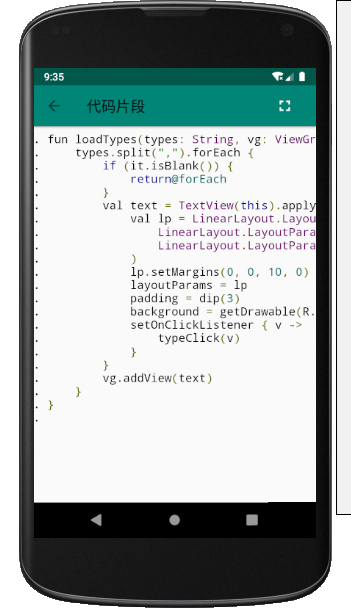 9:35
代码片段
. fun loadTypes(types: String, vg: ViewGr
.     types.split(",").forEach {
.         if (it.isBlank()) {
.             return@forEach
.         }
.         val text = TextView(this).apply
.             val lp = LinearLayout.Layou
.                 LinearLayout.LayoutPara
.                 LinearLayout.LayoutPara
.             )
.             lp.setMargins(0, 0, 10, 0)
.             layoutParams = lp
.             padding = dip(3)
.             background = getDrawable(R.
.             setOnClickListener { v ->
.                 typeClick(v)
.             }
.         }
.         vg.addView(text)
.     }
. }
.